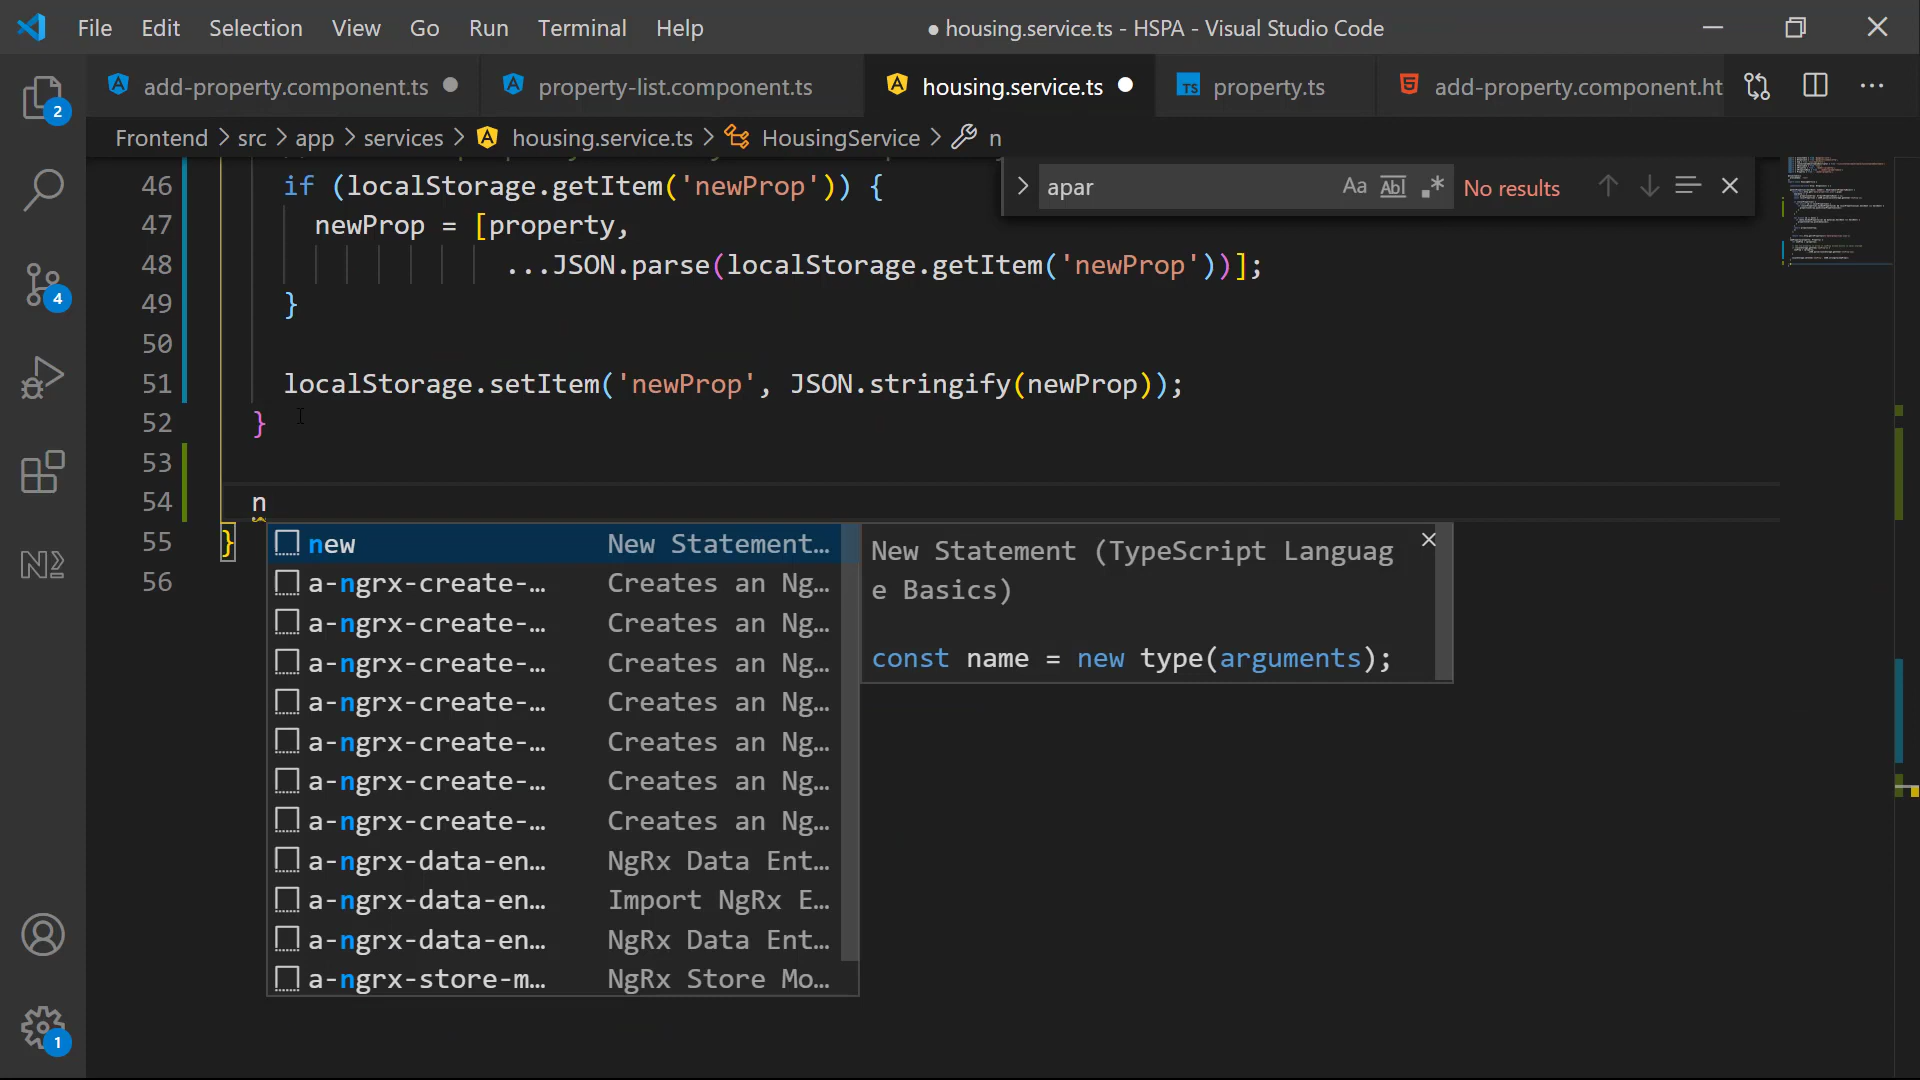 File Edit Selection View Go Run Terminal Help
● housing.service.ts - HSPA - Visual Studio Code
add-property.component.ts
property-list.component.ts
housing.service.ts
TS property.ts
add-property.component.ht
Frontend > src > app > services > housing.service.ts > HousingService > n
apar
Aa Abl .* No results
46 if (localStorage.getItem('newProp')) {
47 newProp = [property,
48 ...JSON.parse(localStorage.getItem('newProp'))];
49 }
50
51 localStorage.setItem('newProp', JSON.stringify(newProp));
52 }
53
54 n
55 }
56
new New Statement…
a-ngrx-create-… Creates an Ng…
a-ngrx-create-… Creates an Ng…
a-ngrx-create-… Creates an Ng…
a-ngrx-create-… Creates an Ng…
a-ngrx-create-… Creates an Ng…
a-ngrx-create-… Creates an Ng…
a-ngrx-create-… Creates an Ng…
a-ngrx-data-en… NgRx Data Ent…
a-ngrx-data-en… Import NgRx E…
a-ngrx-data-en… NgRx Data Ent…
a-ngrx-store-m… NgRx Store Mo…
New Statement (TypeScript Languag
e Basics)
const name = new type(arguments);
2
4
1